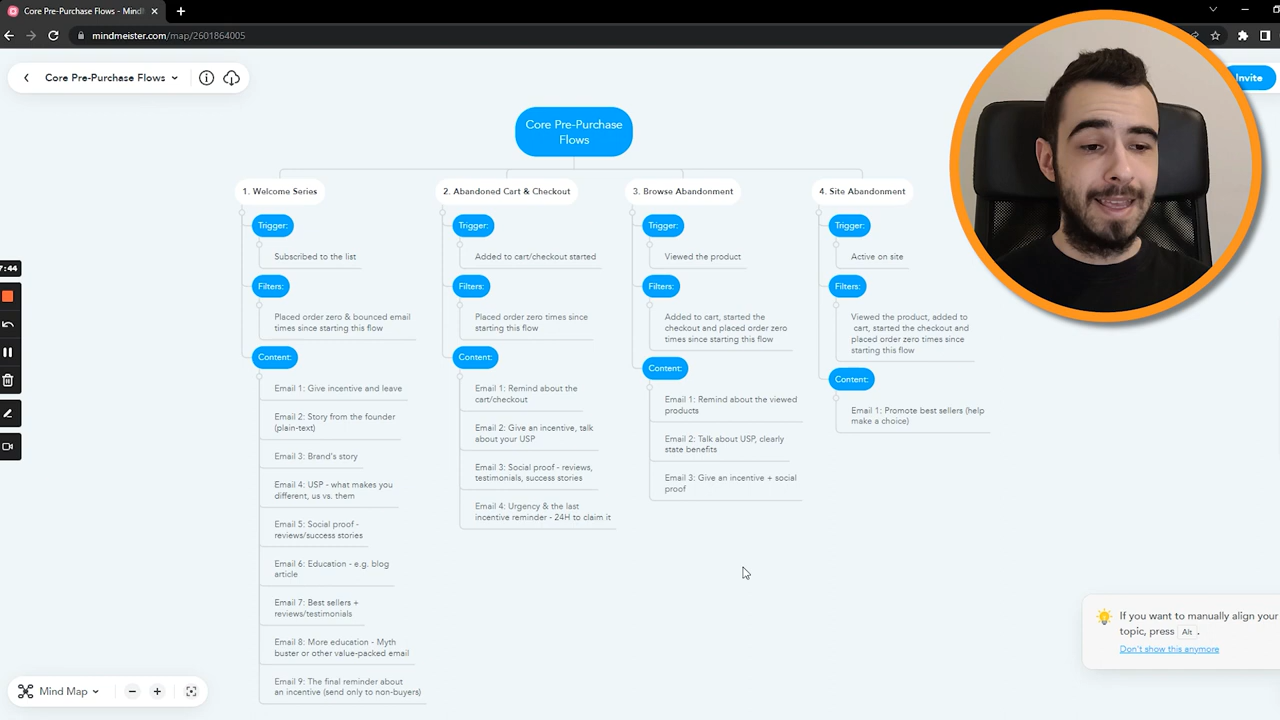 Core Pre-Purchase Flows - Mind
mindmeister.com/map/2601864005
Core Pre-Purchase Flows
Invite
Core Pre-Purchase
Flows
1. Welcome Series
Trigger:
Subscribed to the list
Filters:
Placed order zero & bounced email
times since starting this flow
Content:
Email 1: Give incentive and leave
Email 2: Story from the founder
(plain-text)
Email 3: Brand's story
Email 4: USP - what makes you
different, us vs. them
Email 5: Social proof -
reviews/success stories
Email 6: Education - e.g. blog
article
Email 7: Best sellers +
reviews/testimonials
Email 8: More education - Myth
buster or other value-packed email
Email 9: The final reminder about
an incentive (send only to non-buyers)
2. Abandoned Cart & Checkout
Trigger:
Added to cart/checkout started
Filters:
Placed order zero times since
starting this flow
Content:
Email 1: Remind about the
cart/checkout
Email 2: Give an incentive, talk
about your USP
Email 3: Social proof - reviews,
testimonials, success stories
Email 4: Urgency & the last
incentive reminder - 24H to claim it
3. Browse Abandonment
Trigger:
Viewed the product
Filters:
Added to cart, started the
checkout and placed order zero
times since starting this flow
Content:
Email 1: Remind about the viewed
products
Email 2: Talk about USP, clearly
state benefits
Email 3: Give an incentive + social
proof
4. Site Abandonment
Trigger:
Active on site
Filters:
Viewed the product, added to
cart, started the checkout and
placed order zero times since
starting this flow
Content:
Email 1: Promote best sellers (help
make a choice)
7:44
If you want to manually align your
topic, press Alt .
Don't show this anymore
Mind Map